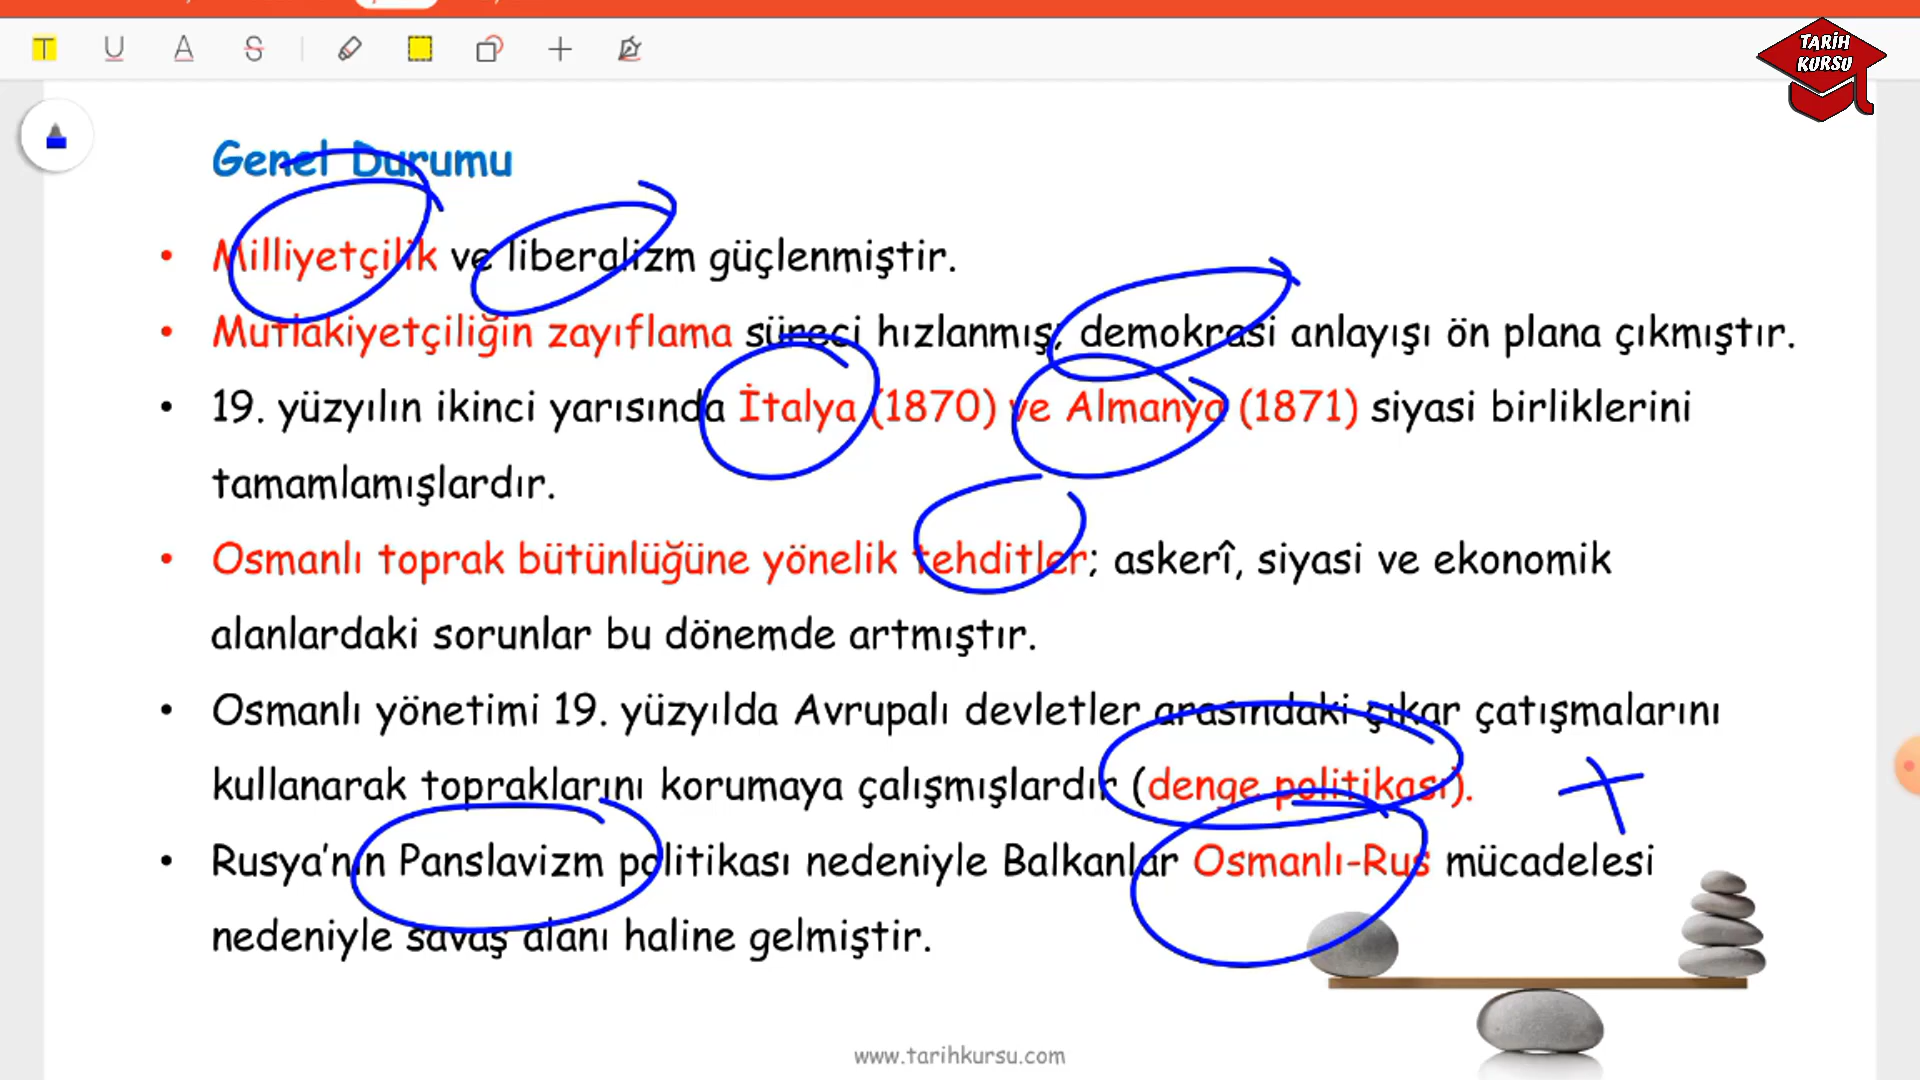 TARİH
KURSU
Genel Durumu
• Milliyetçilik ve liberalizm güçlenmiştir.
• Mutlakiyetçiliğin zayıflama süreci hızlanmış; demokrasi anlayışı ön plana çıkmıştır.
• 19. yüzyılın ikinci yarısında İtalya (1870) ve Almanya (1871) siyasi birliklerini
tamamlamışlardır.
• Osmanlı toprak bütünlüğüne yönelik tehditler; askerî, siyasi ve ekonomik
alanlardaki sorunlar bu dönemde artmıştır.
• Osmanlı yönetimi 19. yüzyılda Avrupalı devletler arasındaki çıkar çatışmalarını
kullanarak topraklarını korumaya çalışmışlardır (denge politikası).
• Rusya’nın Panslavizm politikası nedeniyle Balkanlar Osmanlı-Rus mücadelesi
nedeniyle savaş alanı haline gelmiştir.
www.tarihkursu.com